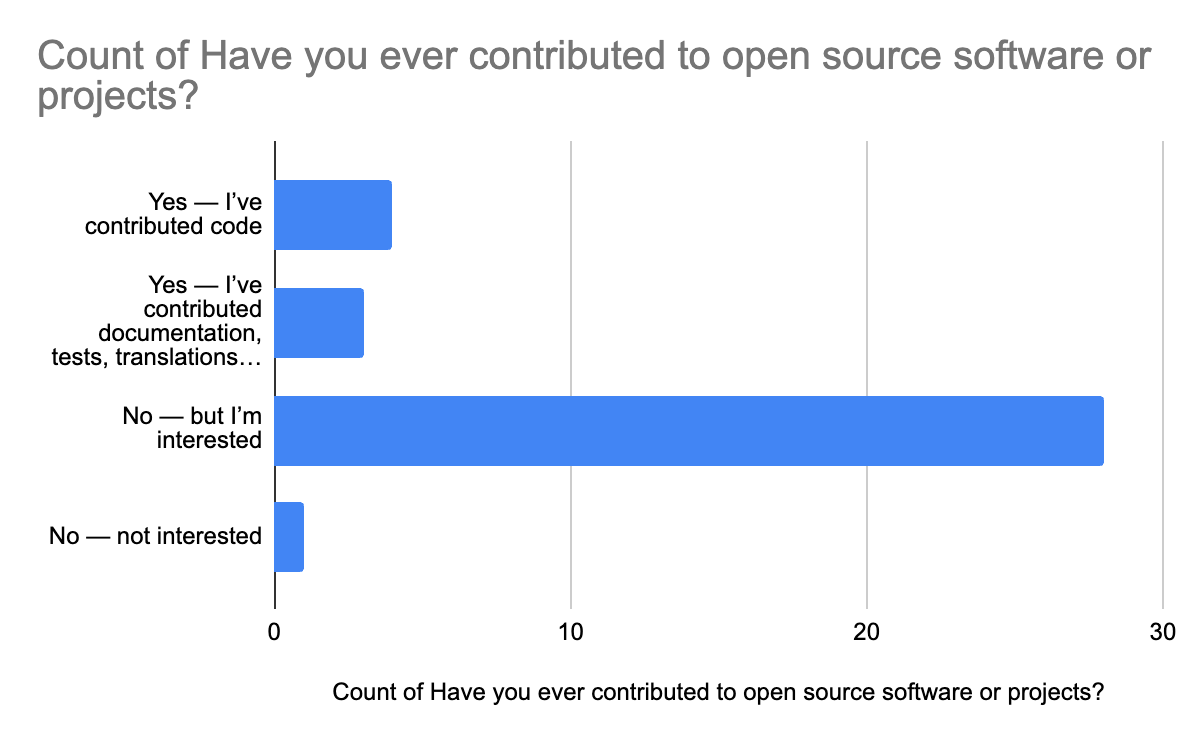 Count of Have you ever contributed to open source software or
projects?
Yes — I’ve
contributed code
Yes — I’ve
contributed
documentation,
tests, translations…
No — but I’m
interested
No — not interested
0
10
20
30
Count of Have you ever contributed to open source software or projects?